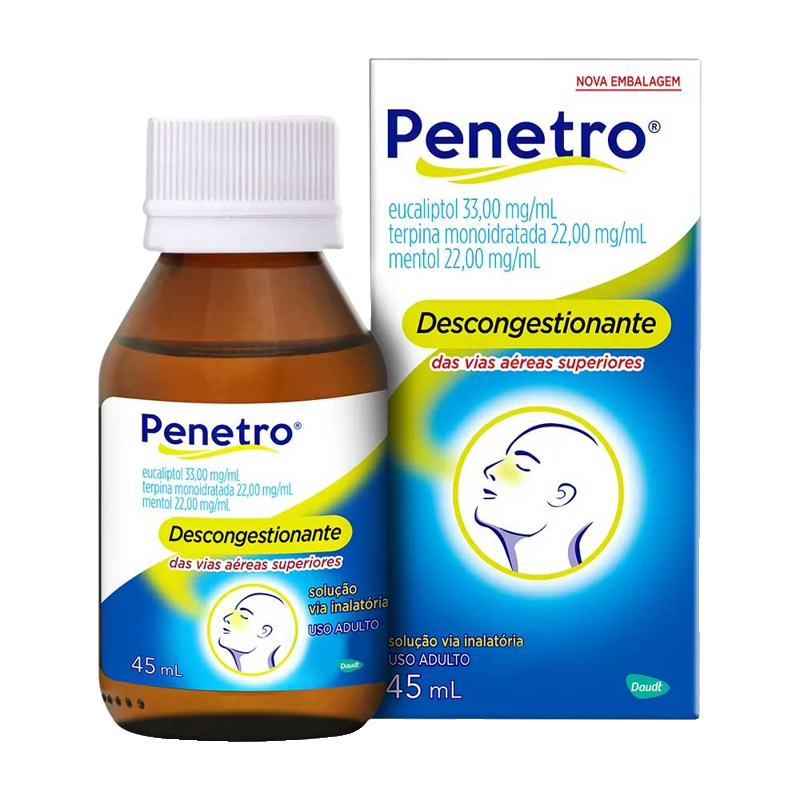 NOVA EMBALAGEM
Penetro®
eucaliptol 33,00 mg/mL
terpina monoidratada 22,00 mg/mL
mentol 22,00 mg/mL
Descongestionante
das vias aéreas superiores
solução via inalatória
USO ADULTO
45 mL
Daudt
Penetro®
eucaliptol 33,00 mg/mL
terpina monoidratada 22,00 mg/mL
mentol 22,00 mg/mL
Descongestionante
das vias aéreas superiores
solução
via inalatória
USO ADULTO
45 mL
Daudt